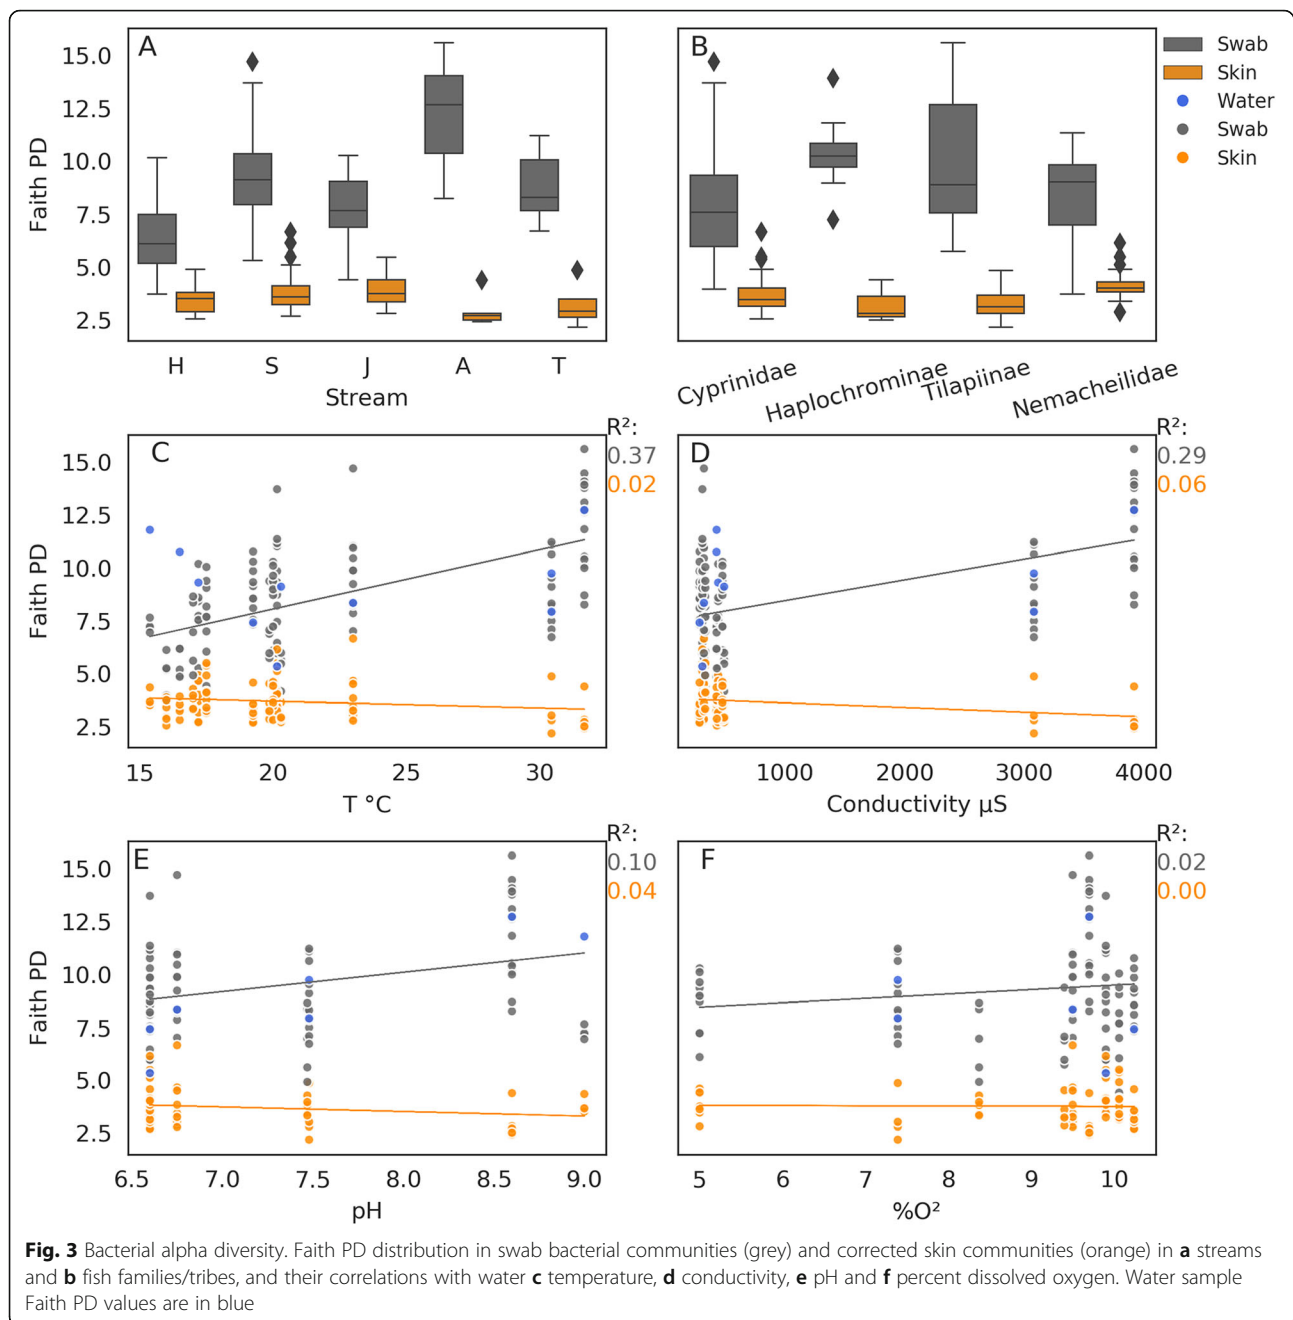 A
B
15.0
12.5
10.0
7.5
5.0
2.5
Faith PD
H S J A T
Stream
Cyprinidae
Haplochrominae
Tilapiinae
Nemacheilidae
Swab
Skin
Water
Swab
Skin
C
R²:
0.37
0.02
15.0
12.5
10.0
7.5
5.0
2.5
Faith PD
15 20 25 30
T °C
D
R²:
0.29
0.06
1000 2000 3000 4000
Conductivity µS
E
R²:
0.10
0.04
15.0
12.5
10.0
7.5
5.0
2.5
Faith PD
6.5 7.0 7.5 8.0 8.5 9.0
pH
F
R²:
0.02
0.00
5 6 7 8 9 10
%O²
Fig. 3 Bacterial alpha diversity. Faith PD distribution in swab bacterial communities (grey) and corrected skin communities (orange) in a streams
and b fish families/tribes, and their correlations with water c temperature, d conductivity, e pH and f percent dissolved oxygen. Water sample
Faith PD values are in blue